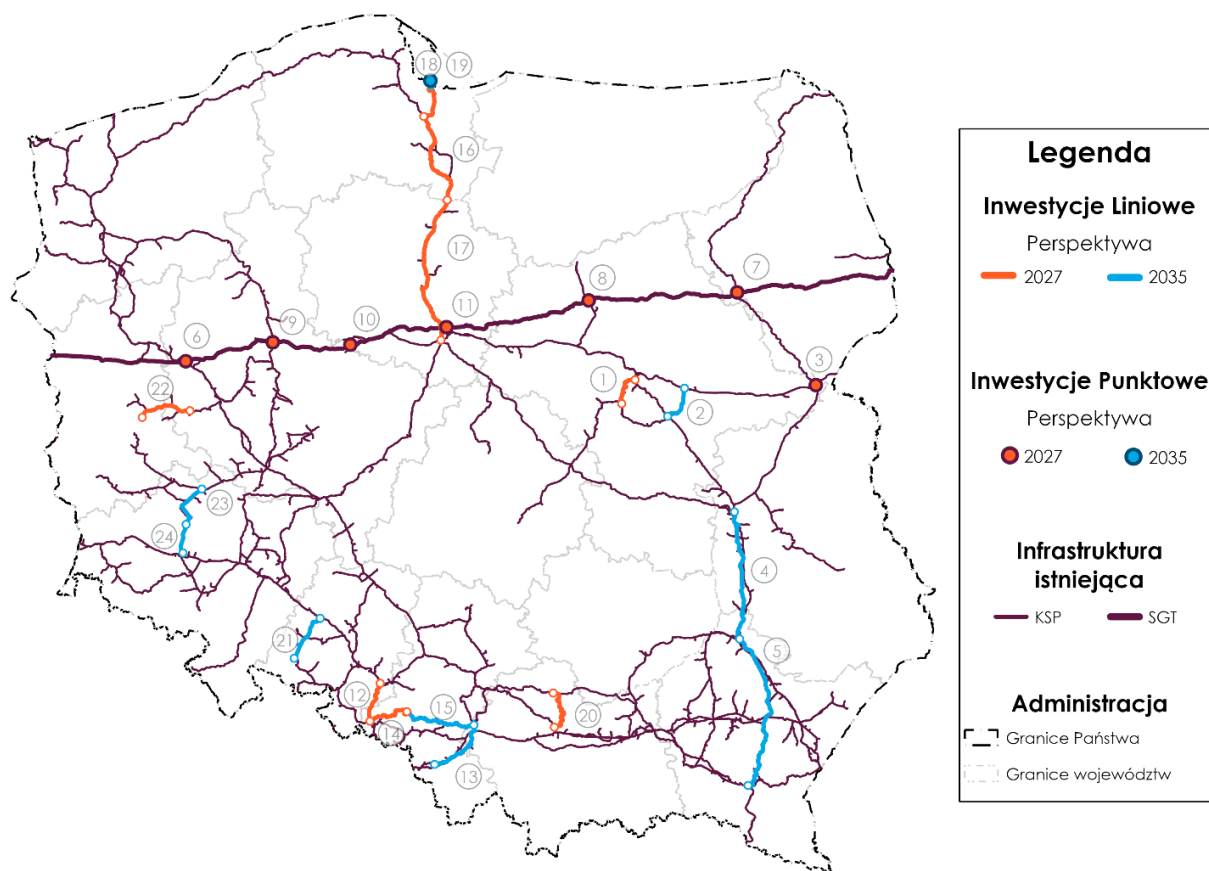 18 19
16
17
7
8
11
10
9
6
3
1
2
22
23
24
4
5
21
12
15
14
20
13
Legenda
Inwestycje Liniowe
Perspektywa
2027 2035
Inwestycje Punktowe
Perspektywa
2027 2035
Infrastruktura
istniejąca
KSP SGT
Administracja
Granice Państwa
Granice województw